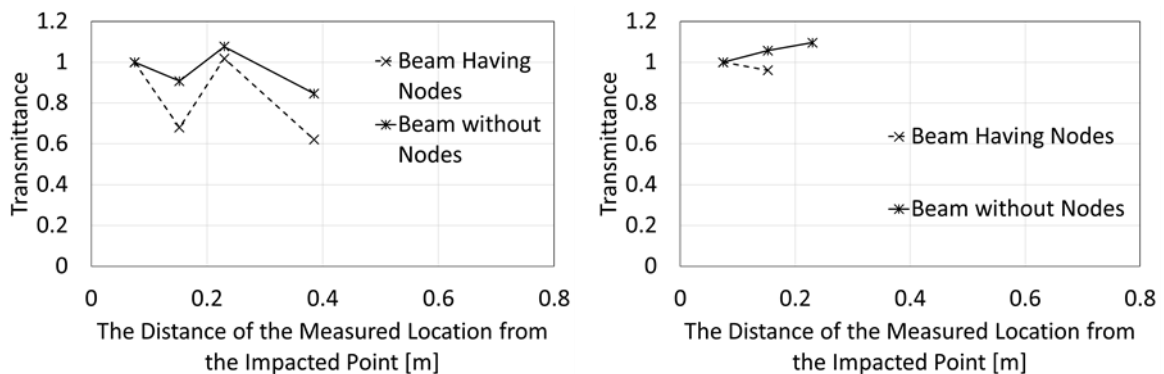 1.2
1
0.8
0.6
0.4
0.2
0
Transmittance
Beam Having
Nodes
Beam without
Nodes
0 0.2 0.4 0.6 0.8
The Distance of the Measured Location from
the Impacted Point [m]
1.2
1
0.8
0.6
0.4
0.2
0
Transmittance
Beam Having Nodes
Beam without Nodes
0 0.2 0.4 0.6 0.8
The Distance of the Measured Location from
the Impacted Point [m]